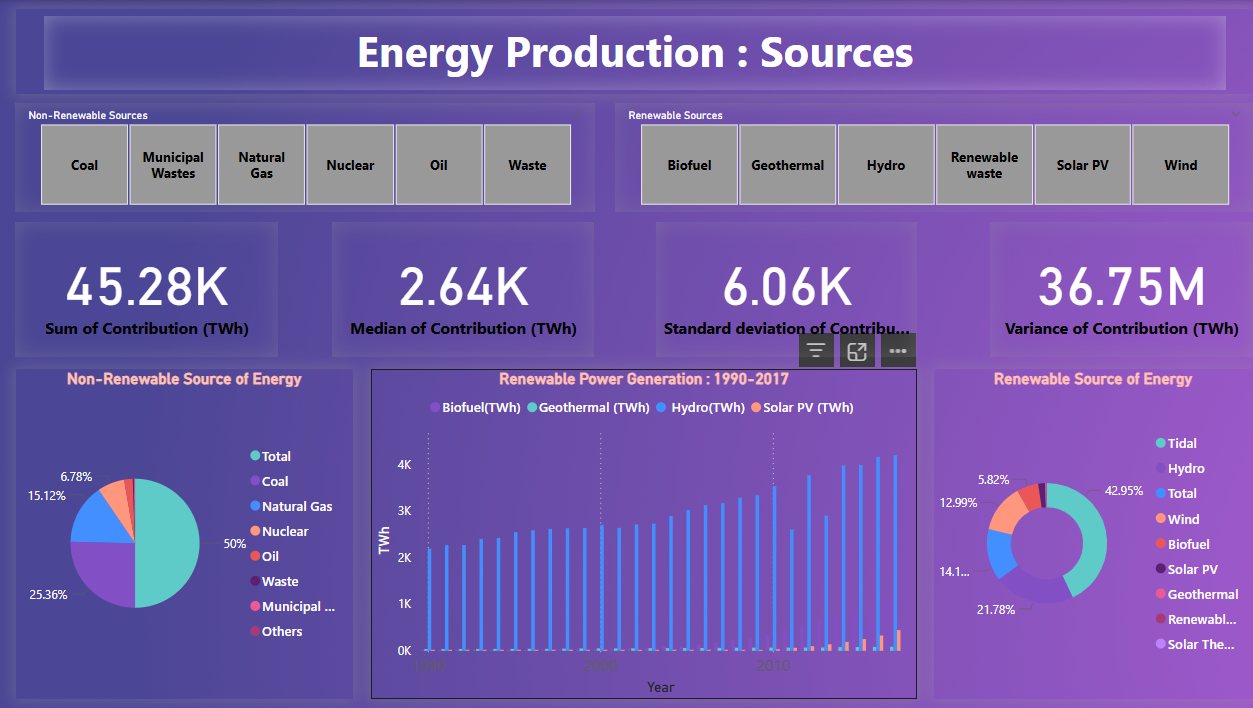 Energy Production : Sources
Non-Renewable Sources
Coal
Municipal
Wastes
Natural
Gas
Nuclear
Oil
Waste
Renewable Sources
Biofuel
Geothermal
Hydro
Renewable
waste
Solar PV
Wind
45.28K
Sum of Contribution (TWh)
2.64K
Median of Contribution (TWh)
6.06K
Standard deviation of Contribu...
36.75M
Variance of Contribution (TWh)
Non-Renewable Source of Energy
6.78%
15.12%
25.36%
50%
Total
Coal
Natural Gas
Nuclear
Oil
Waste
Municipal ...
Others
Renewable Power Generation : 1990-2017
Biofuel(TWh) Geothermal (TWh) Hydro(TWh) Solar PV (TWh)
TWh
4K
3K
2K
1K
0K
1990 2000 2010
Year
Renewable Source of Energy
5.82%
12.99%
14.1...
21.78%
42.95%
Tidal
Hydro
Total
Wind
Biofuel
Solar PV
Geothermal
Renewabl...
Solar The...